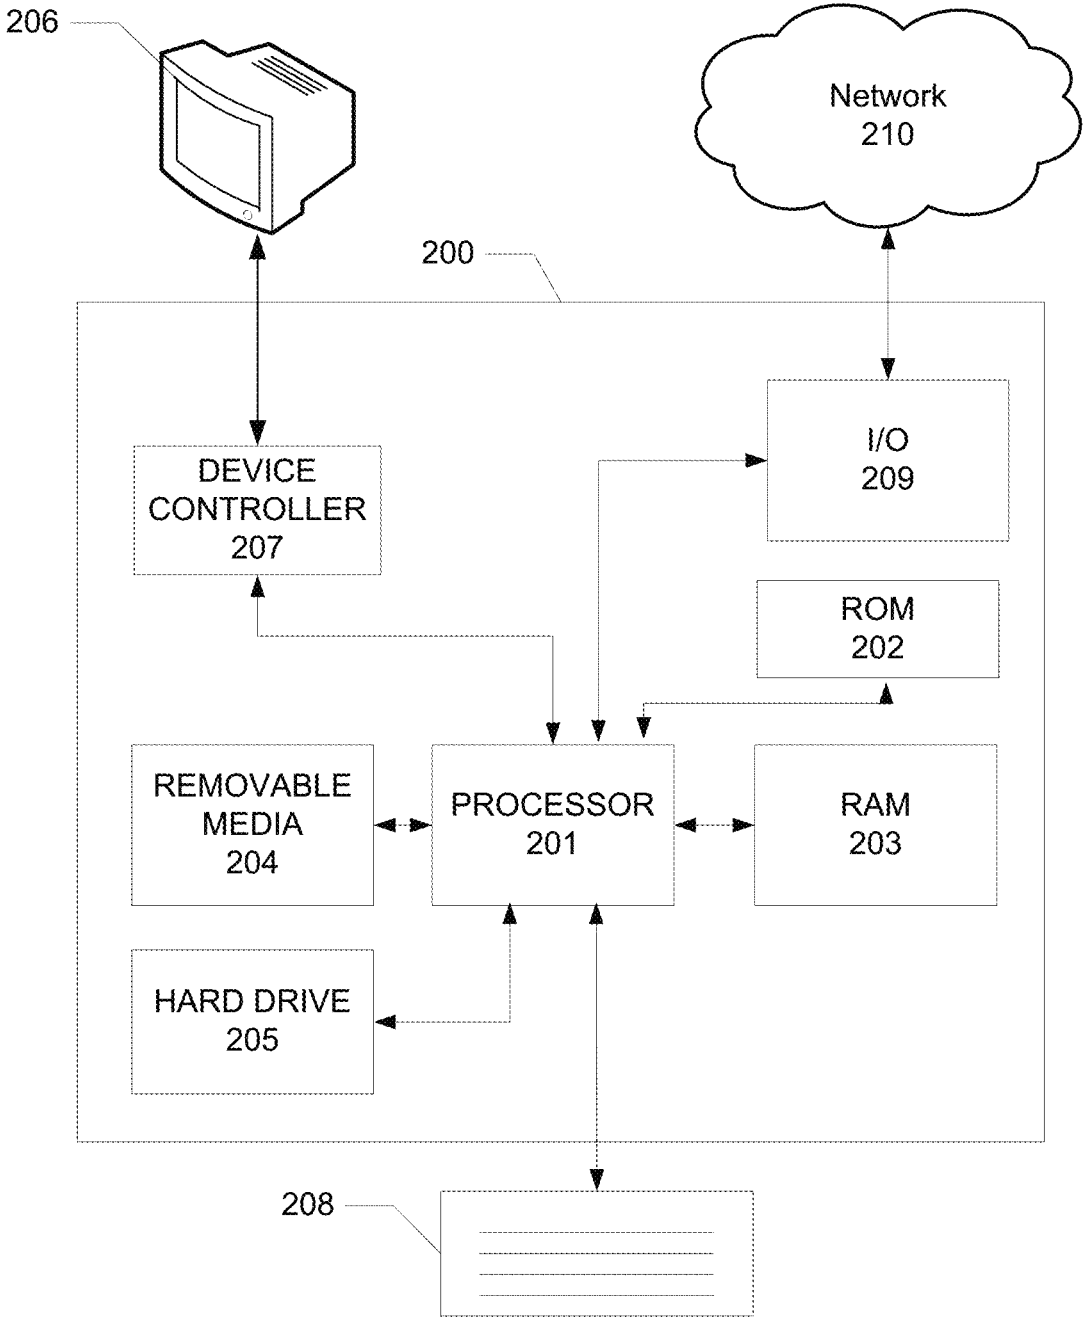 206
Network
210
200
I/O
209
DEVICE
CONTROLLER
207
ROM
202
REMOVABLE
MEDIA
204
PROCESSOR
201
RAM
203
HARD DRIVE
205
208